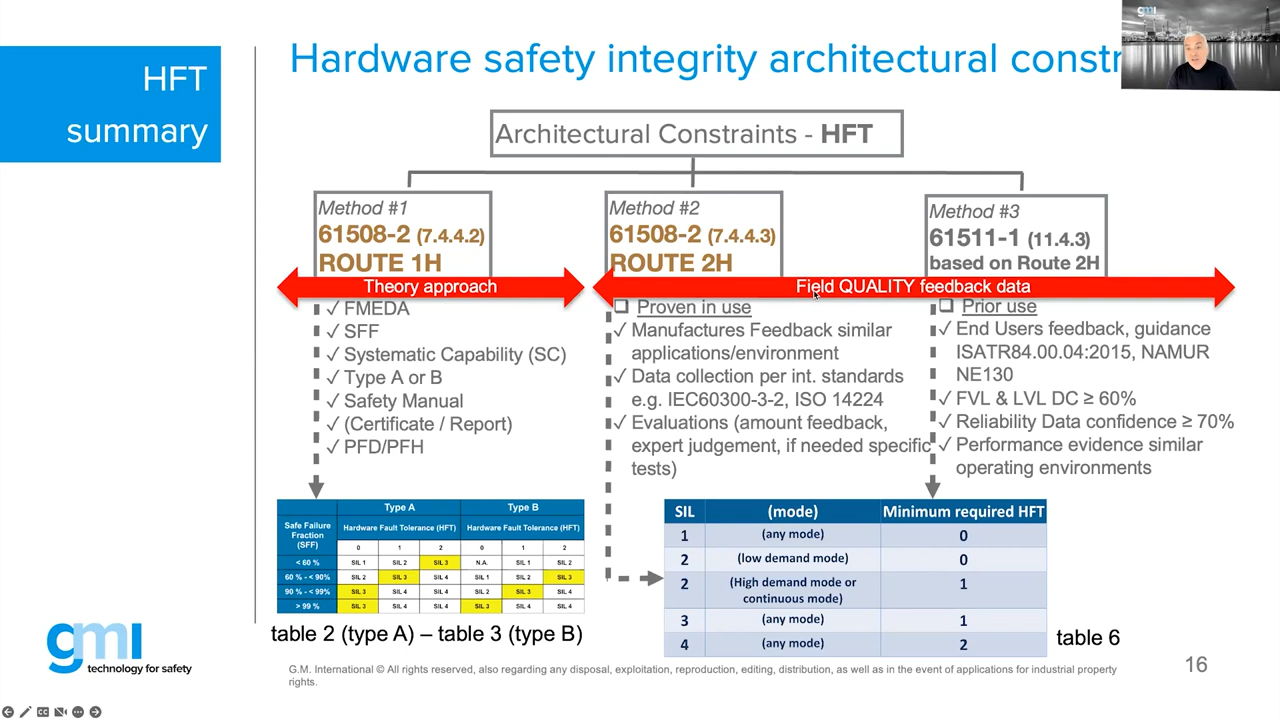 HFT
summary
Hardware safety integrity architectural constr
gmi
Architectural Constraints - HFT
Method #1
61508-2 (7.4.4.2)
ROUTE 1H
Method #2
61508-2 (7.4.4.3)
ROUTE 2H
Method #3
61511-1 (11.4.3)
based on Route 2H
Theory approach
Field QUALITY feedback data
✓ FMEDA
✓ SFF
✓ Systematic Capability (SC)
✓ Type A or B
✓ Safety Manual
✓ (Certificate / Report)
✓ PFD/PFH
❑ Proven in use
✓ Manufactures Feedback similar
applications/environment
✓ Data collection per int. standards
e.g. IEC60300-3-2, ISO 14224
✓ Evaluations (amount feedback,
expert judgement, if needed specific
tests)
❑ Prior use
✓ End Users feedback, guidance
ISATR84.00.04:2015, NAMUR
NE130
✓ FVL & LVL DC ≥ 60%
✓ Reliability Data confidence ≥ 70%
✓ Performance evidence similar
operating environments
Safe Failure
Fraction
(SFF)
Type A Type B
Hardware Fault Tolerance (HFT) Hardware Fault Tolerance (HFT)
0 1 2 0 1 2
< 60 % SIL 1 SIL 2 SIL 3 N.A. SIL 1 SIL 2
60 % - < 90% SIL 2 SIL 3 SIL 4 SIL 1 SIL 2 SIL 3
90 % - < 99% SIL 3 SIL 4 SIL 4 SIL 2 SIL 3 SIL 4
> 99 % SIL 3 SIL 4 SIL 4 SIL 3 SIL 4 SIL 4
table 2 (type A) – table 3 (type B)
SIL (mode) Minimum required HFT
1 (any mode) 0
2 (low demand mode) 0
2 (High demand mode or
continuous mode) 1
3 (any mode) 1
4 (any mode) 2
table 6
gmi
technology for safety
G.M. International © All rights reserved, also regarding any disposal, exploitation, reproduction, editing, distribution, as well as in the event of applications for industrial property
rights.
16